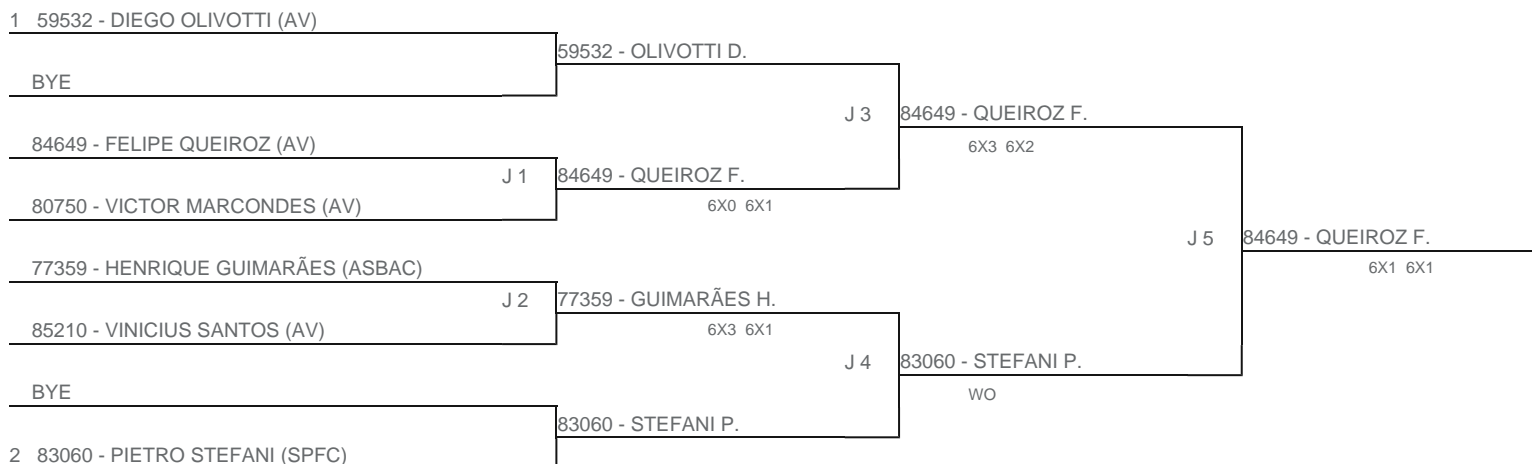 1 59532 - DIEGO OLIVOTTI (AV)
59532 - OLIVOTTI D.
BYE
J 3
84649 - QUEIROZ F.
6X3 6X2
84649 - FELIPE QUEIROZ (AV)
J 1
84649 - QUEIROZ F.
6X0 6X1
80750 - VICTOR MARCONDES (AV)
J 5
84649 - QUEIROZ F.
6X1 6X1
77359 - HENRIQUE GUIMARÃES (ASBAC)
J 2
77359 - GUIMARÃES H.
6X3 6X1
85210 - VINICIUS SANTOS (AV)
J 4
83060 - STEFANI P.
WO
BYE
83060 - STEFANI P.
2 83060 - PIETRO STEFANI (SPFC)